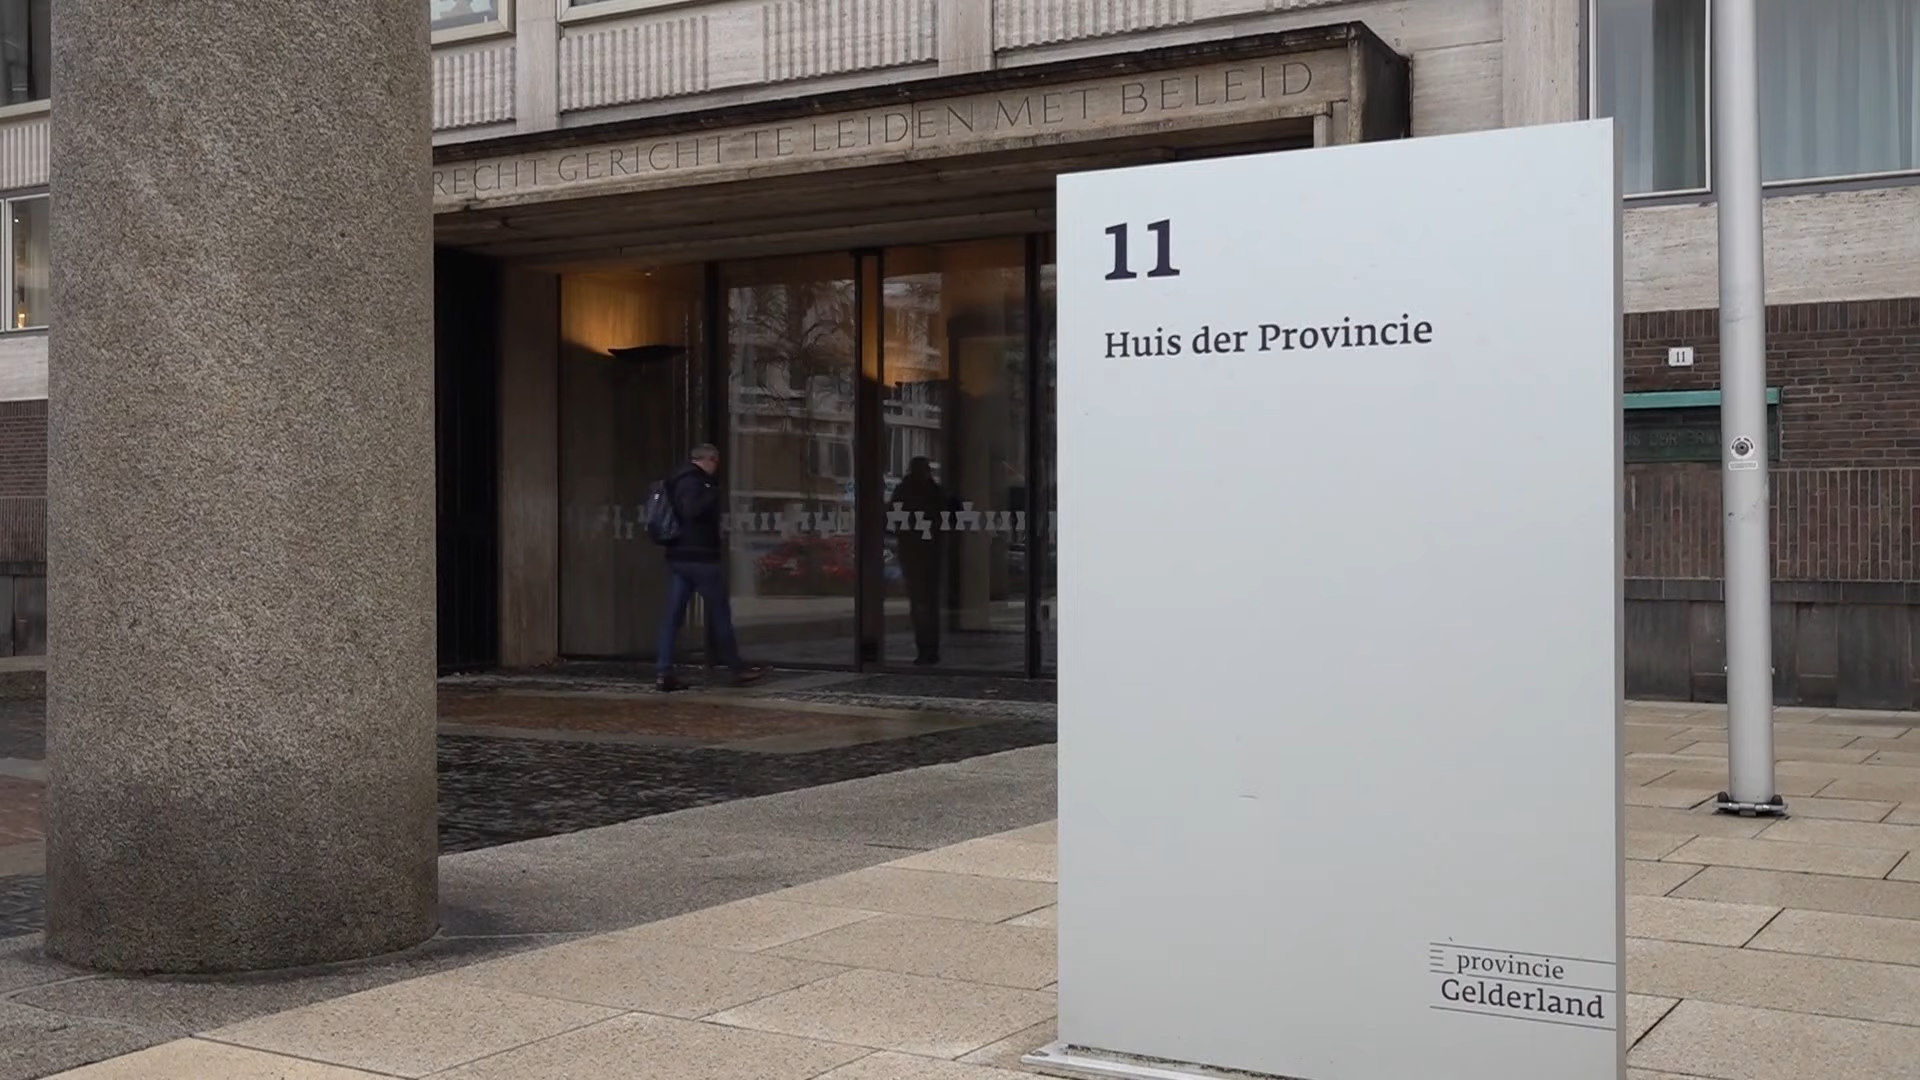 RECHT GERICHT TE LEIDEN MET BELEID
11
Huis der Provincie
11
provincie
Gelderland